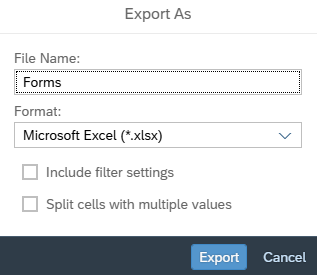 Export As
File Name:
Forms
Format:
Microsoft Excel (*.xlsx)
Include filter settings
Split cells with multiple values
Export Cancel